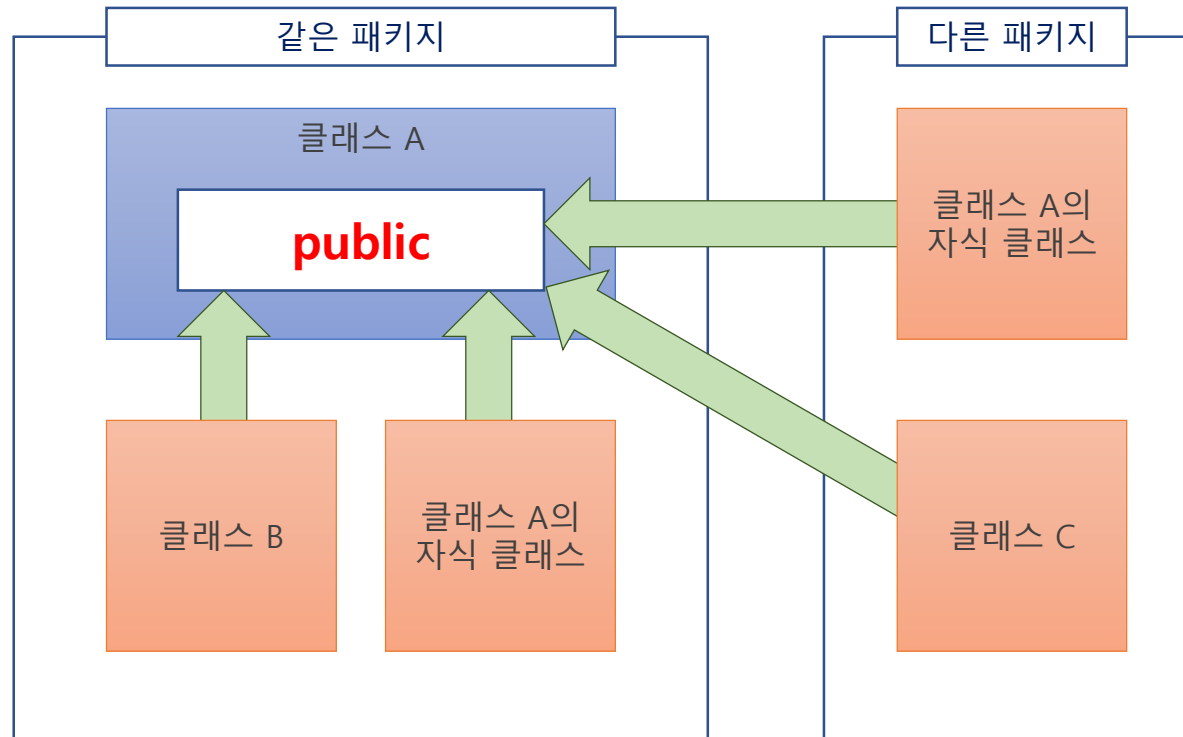 같은 패키지
다른 패키지
클래스 A
public
클래스 A의
자식 클래스
클래스 B
클래스 A의
자식 클래스
클래스 C